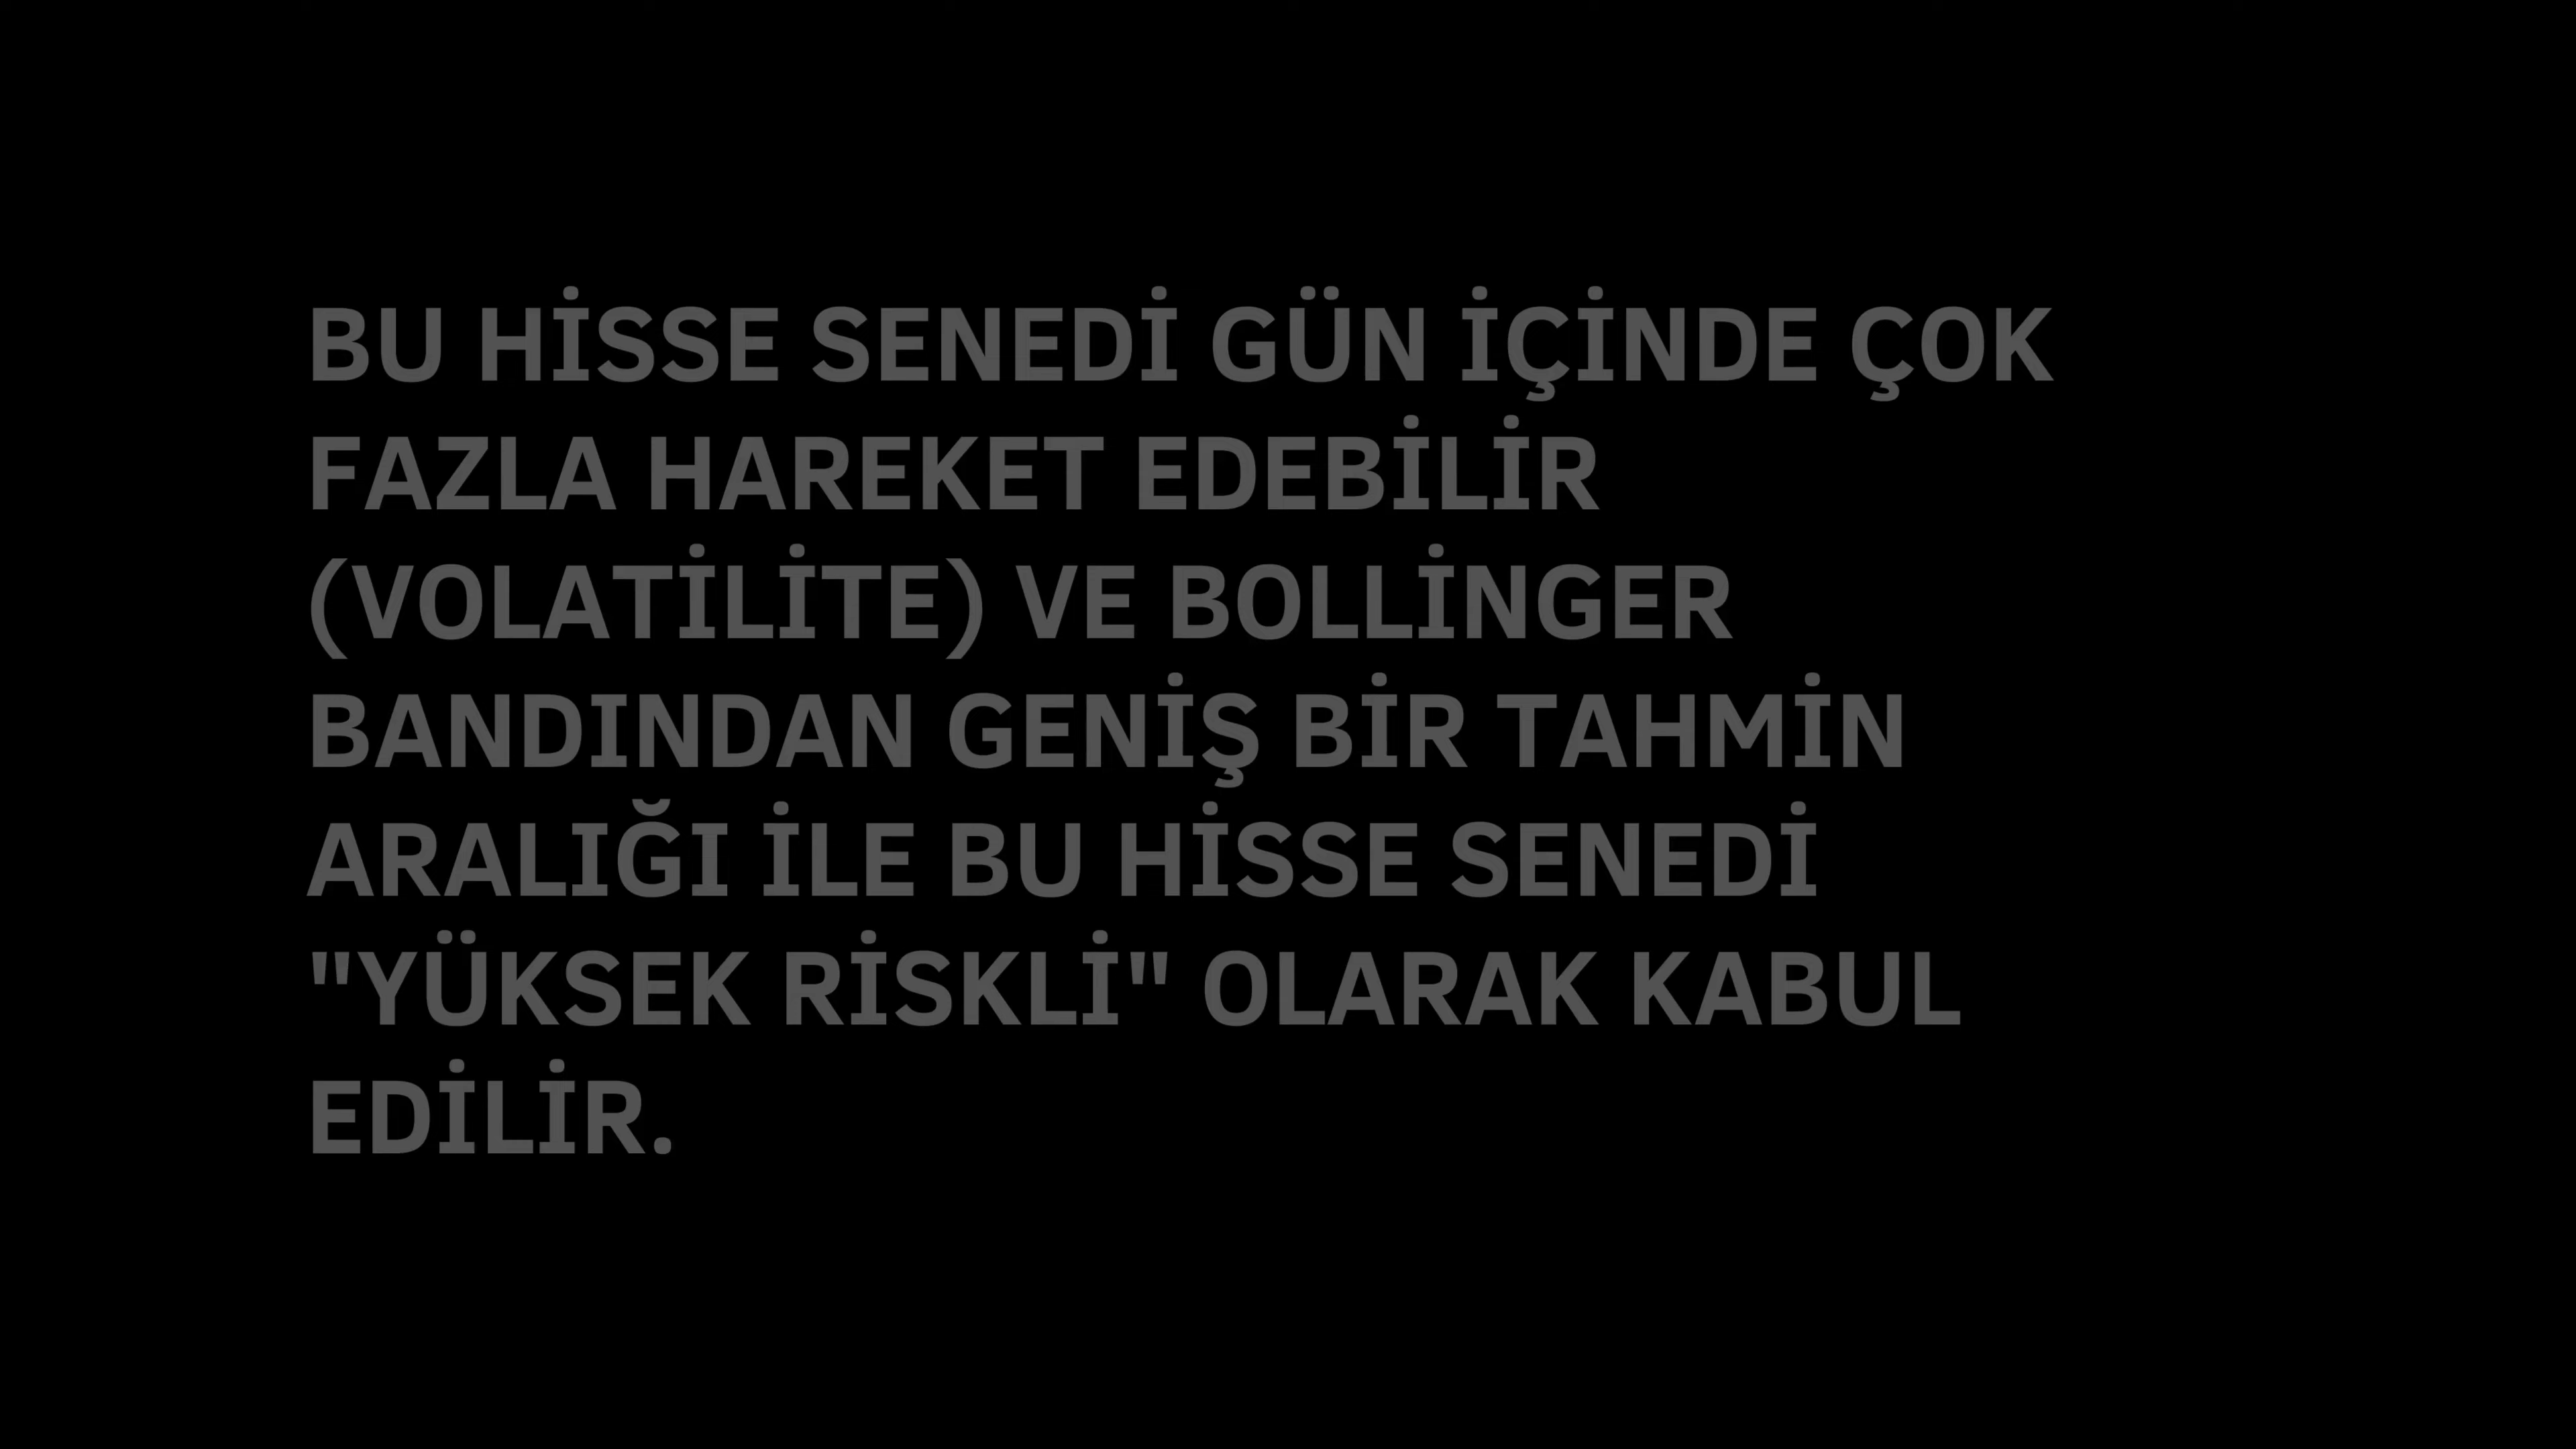 BU HİSSE SENEDİ GÜN İÇİNDE ÇOK
FAZLA HAREKET EDEBİLİR
(VOLATİLİTE) VE BOLLİNGER
BANDINDAN GENİŞ BİR TAHMİN
ARALIĞI İLE BU HİSSE SENEDİ
"YÜKSEK RİSKLİ" OLARAK KABUL
EDİLİR.